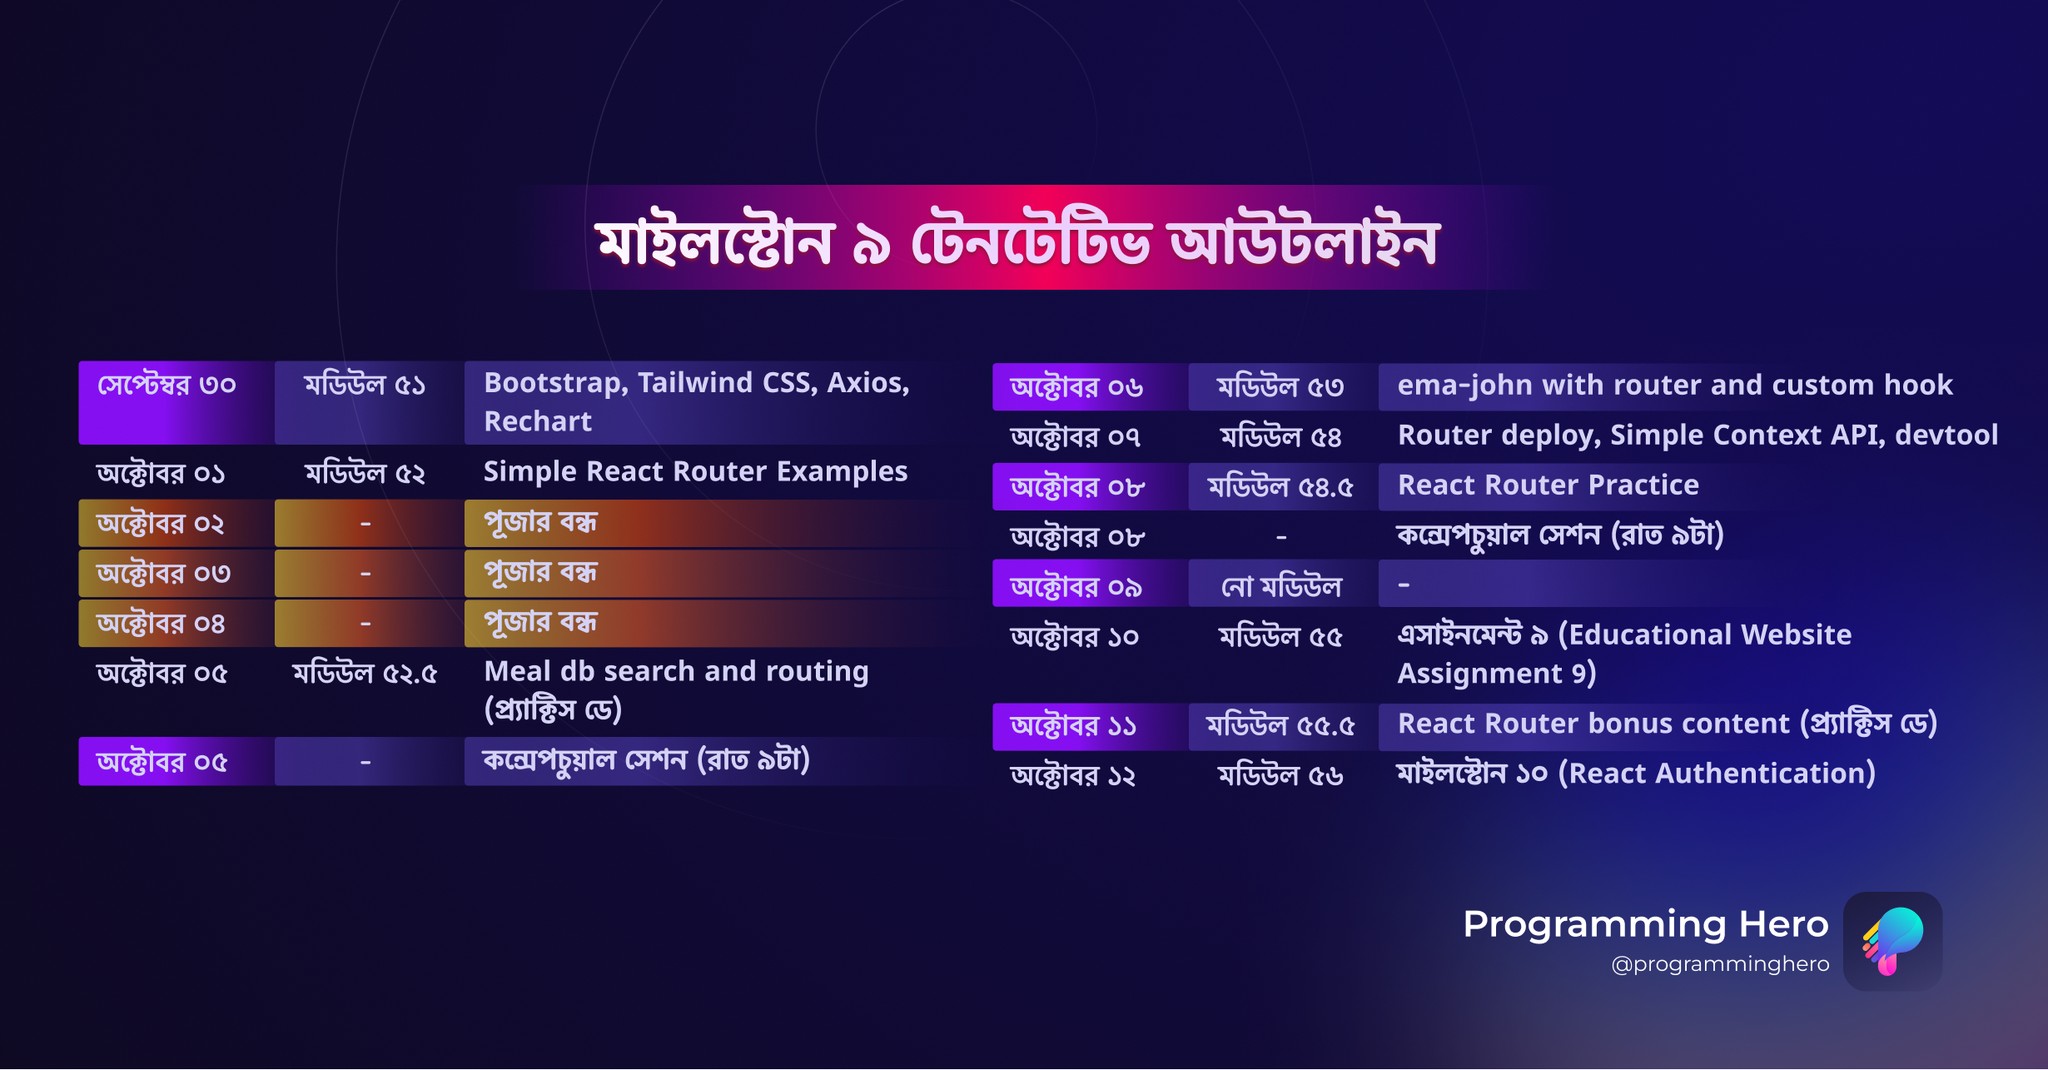 মাইলস্টোন ৯ টেনটেটিভ আউটলাইন
সেপ্টেম্বর ৩০ মডিউল ৫১ Bootstrap, Tailwind CSS, Axios,
Rechart
অক্টোবর ০১ মডিউল ৫২ Simple React Router Examples
অক্টোবর ০২ - পূজার বন্ধ
অক্টোবর ০৩ - পূজার বন্ধ
অক্টোবর ০৪ - পূজার বন্ধ
অক্টোবর ০৫ মডিউল ৫২.৫ Meal db search and routing
(প্র্যাক্টিস ডে)
অক্টোবর ০৫ - কন্সেপচুয়াল সেশন (রাত ৯টা)
অক্টোবর ০৬ মডিউল ৫৩ ema-john with router and custom hook
অক্টোবর ০৭ মডিউল ৫৪ Router deploy, Simple Context API, devtool
অক্টোবর ০৮ মডিউল ৫৪.৫ React Router Practice
অক্টোবর ০৮ - কন্সেপচুয়াল সেশন (রাত ৯টা)
অক্টোবর ০৯ নো মডিউল -
অক্টোবর ১০ মডিউল ৫৫ এসাইনমেন্ট ৯ (Educational Website
Assignment 9)
অক্টোবর ১১ মডিউল ৫৫.৫ React Router bonus content (প্র্যাক্টিস ডে)
অক্টোবর ১২ মডিউল ৫৬ মাইলস্টোন ১০ (React Authentication)
Programming Hero
@programminghero